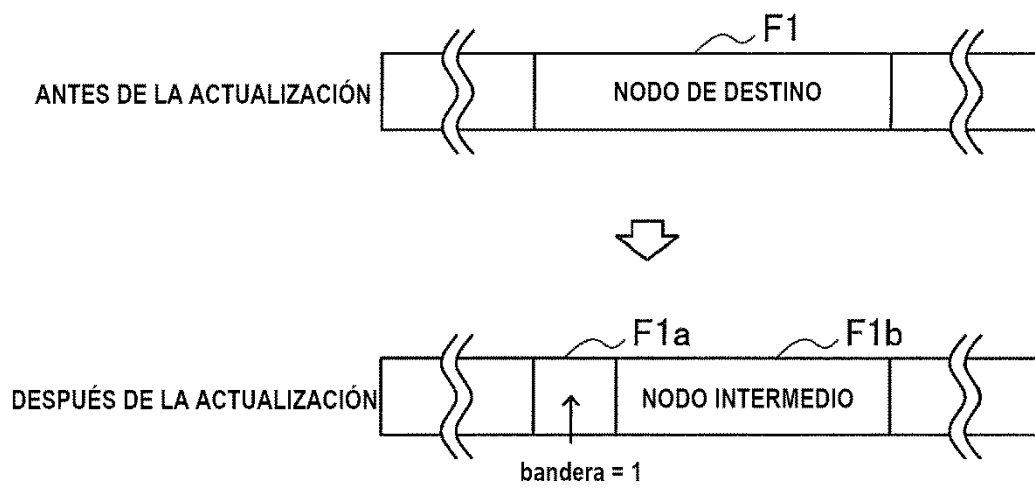 F1
ANTES DE LA ACTUALIZACIÓN
NODO DE DESTINO
F1a
F1b
DESPUÉS DE LA ACTUALIZACIÓN
NODO INTERMEDIO
bandera = 1